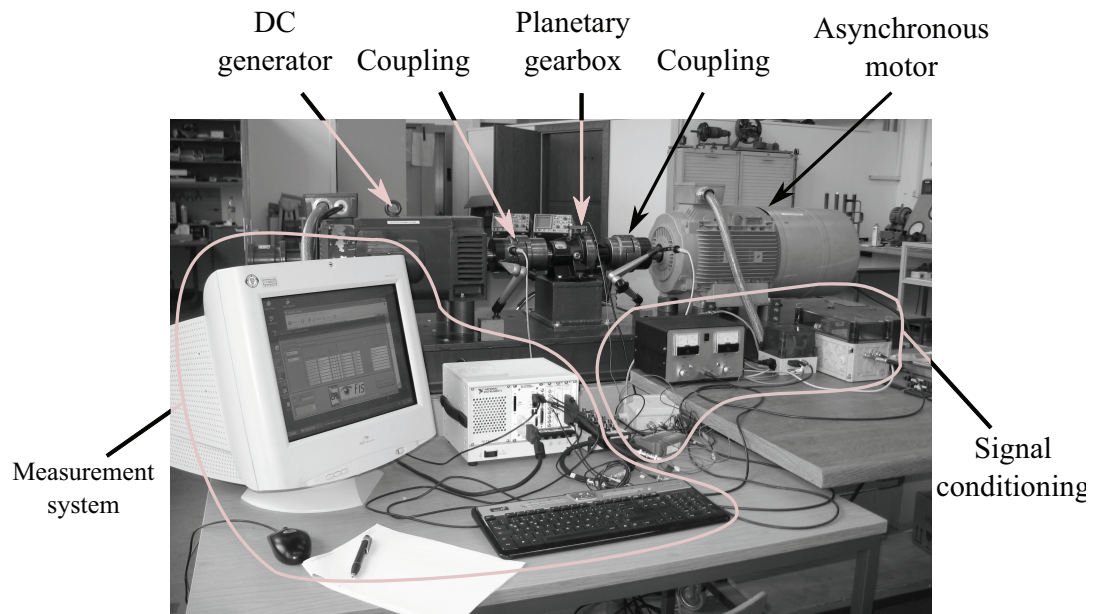 DC
generator
Coupling
Planetary
gearbox
Coupling
Asynchronous
motor
Measurement
system
Signal
conditioning
FIS